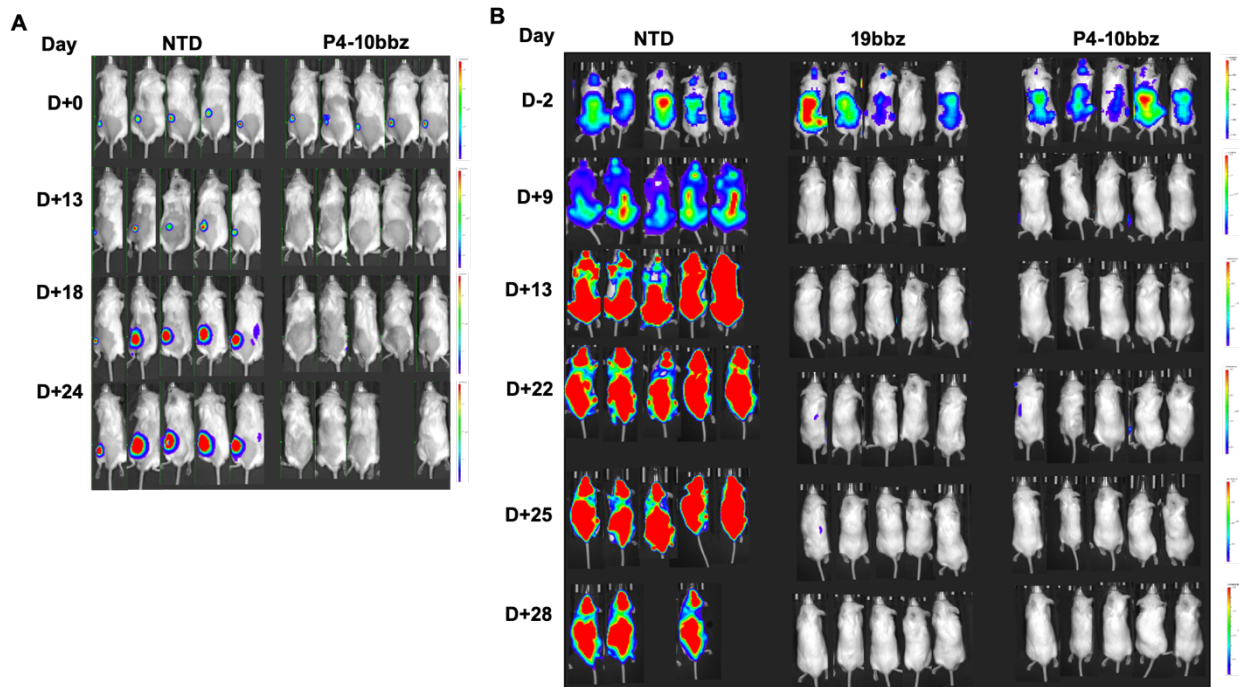 A
Day
NTD
P4-10bbz
D+0
D+13
D+18
D+24
B
Day
NTD
19bbz
P4-10bbz
D-2
D+9
D+13
D+22
D+25
D+28